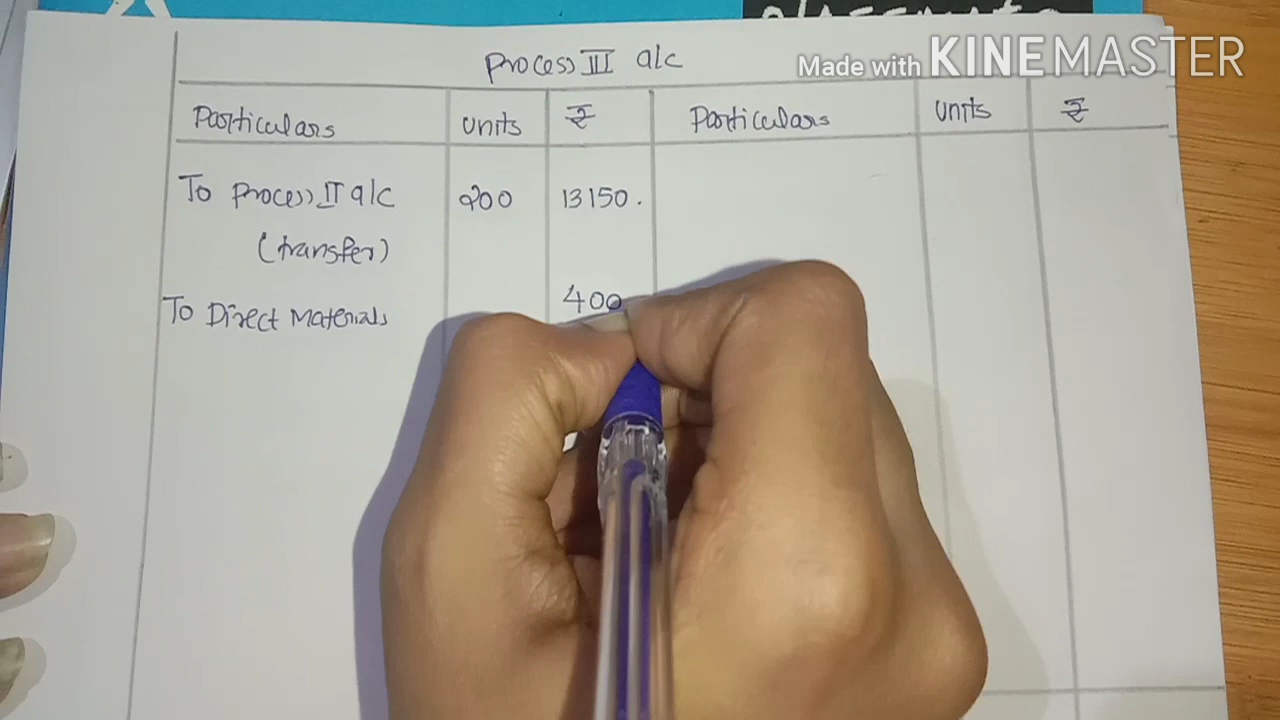 Made with KINEMASTER
Process III a/c
Particulars units ₹ Particulars units ₹
To Process II a/c 200 13150.
(transfer)
To Direct Materials 400